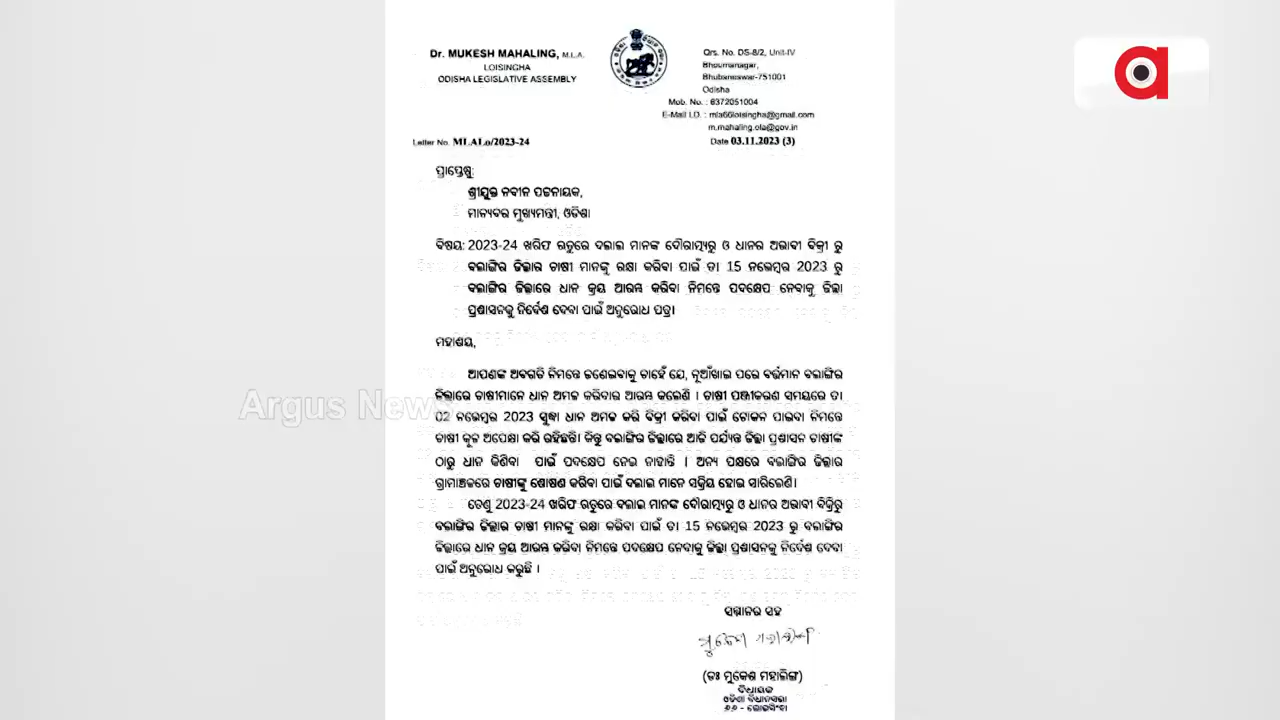 Dr. MUKESH MAHALING, M.L.A.
LOISINGHA
ODISHA LEGISLATIVE ASSEMBLY
Qrs. No. DS-8/2, Unit-IV
Bhoumanagar,
Bhubaneswar-751001
Odisha
Mob. No. : 6372051004
E-Mail I.D. : mla66loisingha@gmail.com
m.mahaling.ola@gov.in
Letter No. MLALo/2023-24
Date 03.11.2023 (3)
ପ୍ରାପ୍ତେଷୁ:
ଶ୍ରୀଯୁକ୍ତ ନବୀନ ପଟ୍ଟନାୟକ,
ମାନ୍ୟବର ମୁଖ୍ୟମନ୍ତ୍ରୀ, ଓଡିଶା
ବିଷୟ: 2023-24 ଖରିଫ ଋତୁରେ ଦଲାଲ ମାନଙ୍କ ଦୌରାତ୍ମ୍ୟରୁ ଓ ଧାନର ଅଭାବୀ ବିକ୍ରୀ ରୁ
ବଲାଙ୍ଗିର ଜିଲ୍ଲାର ଚାଷୀ ମାନଙ୍କୁ ରକ୍ଷା କରିବା ପାଇଁ ତା 15 ନଭେମ୍ବର 2023 ରୁ
ବଲାଙ୍ଗିର ଜିଲ୍ଲାରେ ଧାନ କ୍ରୟ ଆରମ୍ଭ କରିବା ନିମନ୍ତେ ପଦକ୍ଷେପ ନେବାକୁ ଜିଲ୍ଲା
ପ୍ରଶାସନକୁ ନିର୍ଦେଶ ଦେବା ପାଇଁ ଅନୁରୋଧ ପତ୍ର।
ମହାଶୟ,
ଆପଣଙ୍କ ଅବଗତି ନିମନ୍ତେ ଜଣେଇବାକୁ ଚାହେଁ ଯେ, ନୂଆଁଖାଇ ପରେ ବର୍ତ୍ତମାନ ବଲାଙ୍ଗିର
ଜିଲ୍ଲାରେ ଚାଷୀମାନେ ଧାନ ଅମଳ କରିବାର ଆରମ୍ଭ କଲେଣି । ଚାଷୀ ପଞ୍ଜୀକରଣ ସମୟରେ ତା
02 ନଭେମ୍ବର 2023 ସୁଦ୍ଧା ଧାନ ଅମଳ କରି ବିକ୍ରୀ କରିବା ପାଇଁ ଟୋକନ ପାଇବା ନିମନ୍ତେ
ଚାଷୀ କୂଳ ଅପେକ୍ଷା କରି ରହିଛନ୍ତି। କିନ୍ତୁ ବଲାଙ୍ଗିର ଜିଲ୍ଲାରେ ଆଜି ପର୍ଯ୍ୟନ୍ତ ଜିଲ୍ଲା ପ୍ରଶାସନ ଚାଷୀଙ୍କ
ଠାରୁ ଧାନ କିଣିବା ପାଇଁ ପଦକ୍ଷେପ ନେଇ ନାହାନ୍ତି । ଅନ୍ୟ ପକ୍ଷରେ ବଲାଙ୍ଗିର ଜିଲ୍ଲାର
ଗ୍ରାମାଞ୍ଚଳରେ ଚାଷୀଙ୍କୁ ଶୋଷଣ କରିବା ପାଇଁ ଦଲାଲ ମାନେ ସକ୍ରିୟ ହୋଇ ସାରିଲେଣି।
ତେଣୁ 2023-24 ଖରିଫ ଋତୁରେ ଦଲାଲ ମାନଙ୍କ ଦୌରାତ୍ମ୍ୟରୁ ଓ ଧାନର ଅଭାବୀ ବିକ୍ରିରୁ
ବଲାଙ୍ଗିର ଜିଲ୍ଲାର ଚାଷୀ ମାନଙ୍କୁ ରକ୍ଷା କରିବା ପାଇଁ ତା 15 ନଭେମ୍ବର 2023 ରୁ ବଲାଙ୍ଗିର
ଜିଲ୍ଲାରେ ଧାନ କ୍ରୟ ଆରମ୍ଭ କରିବା ନିମନ୍ତେ ପଦକ୍ଷେପ ନେବାକୁ ଜିଲ୍ଲା ପ୍ରଶାସନକୁ ନିର୍ଦେଶ ଦେବା
ପାଇଁ ଅନୁରୋଧ କରୁଛି ।
ସମ୍ମାନର ସହ
ମୁକେଶ ମହାଲିଙ୍ଗ
(ଡଃ ମୁକେଶ ମହାଲିଙ୍ଗ)
ବିଧାୟକ
ଓଡିଶା ବିଧାନସଭା
୬୬ - ଲୋଇସିଂହା
Argus News
a